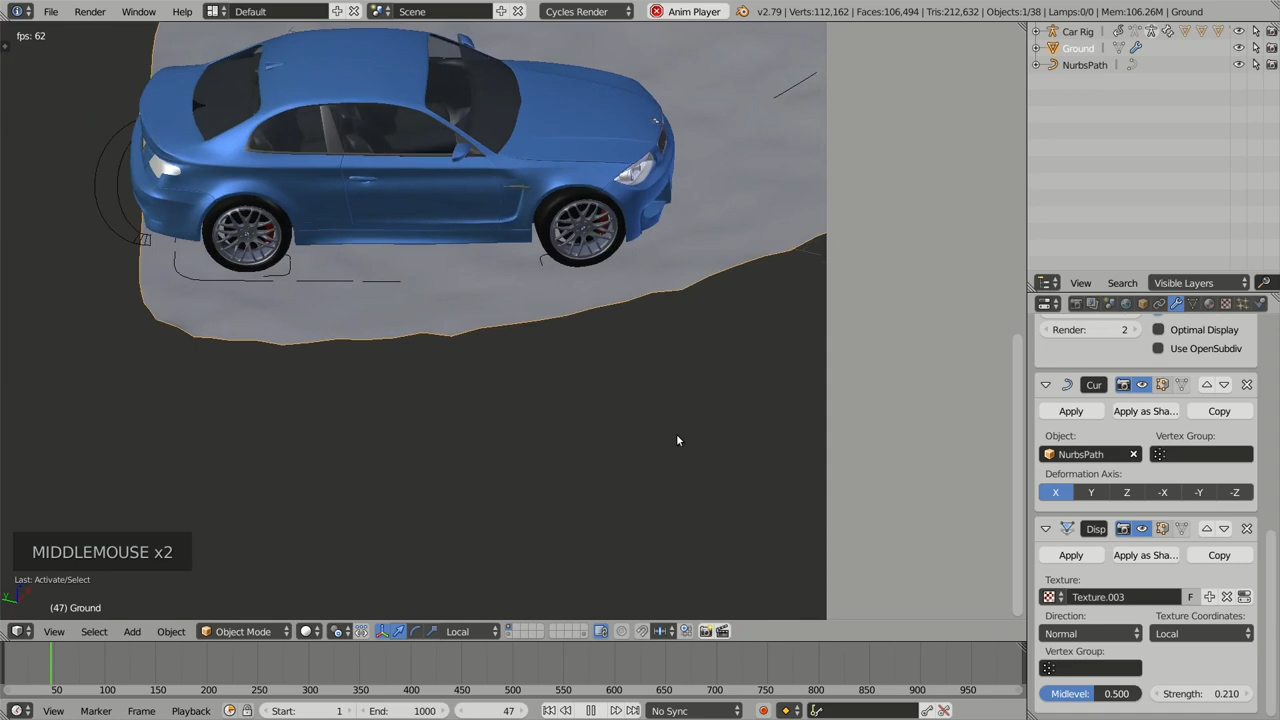 File Render Window Help Default Scene Cycles Render Anim Player v2.79 | Verts:112,162 | Faces:106,494 | Tris:212,632 | Objects:1/38 | Lamps:0/0 | Mem:106.26M | Ground
fps: 62
Car Rig
Ground
NurbsPath
View Search Visible Layers
Render: 2 Optimal Display
Use OpenSubdiv
Cur
Apply Apply as Sha... Copy
Object: Vertex Group:
NurbsPath
Deformation Axis:
X Y Z -X -Y -Z
Disp
Apply Apply as Sha... Copy
Texture:
Texture.003 F
Direction: Texture Coordinates:
Normal Local
Vertex Group:
Midlevel: 0.500 Strength: 0.210
MIDDLEMOUSE x2
Last: Activate/Select
(47) Ground
View Select Add Object Object Mode Local
50 100 150 200 250 300 350 400 450 500 550 600 650 700 750 800 850 900 950
View Marker Frame Playback Start: 1 End: 1000 47 No Sync